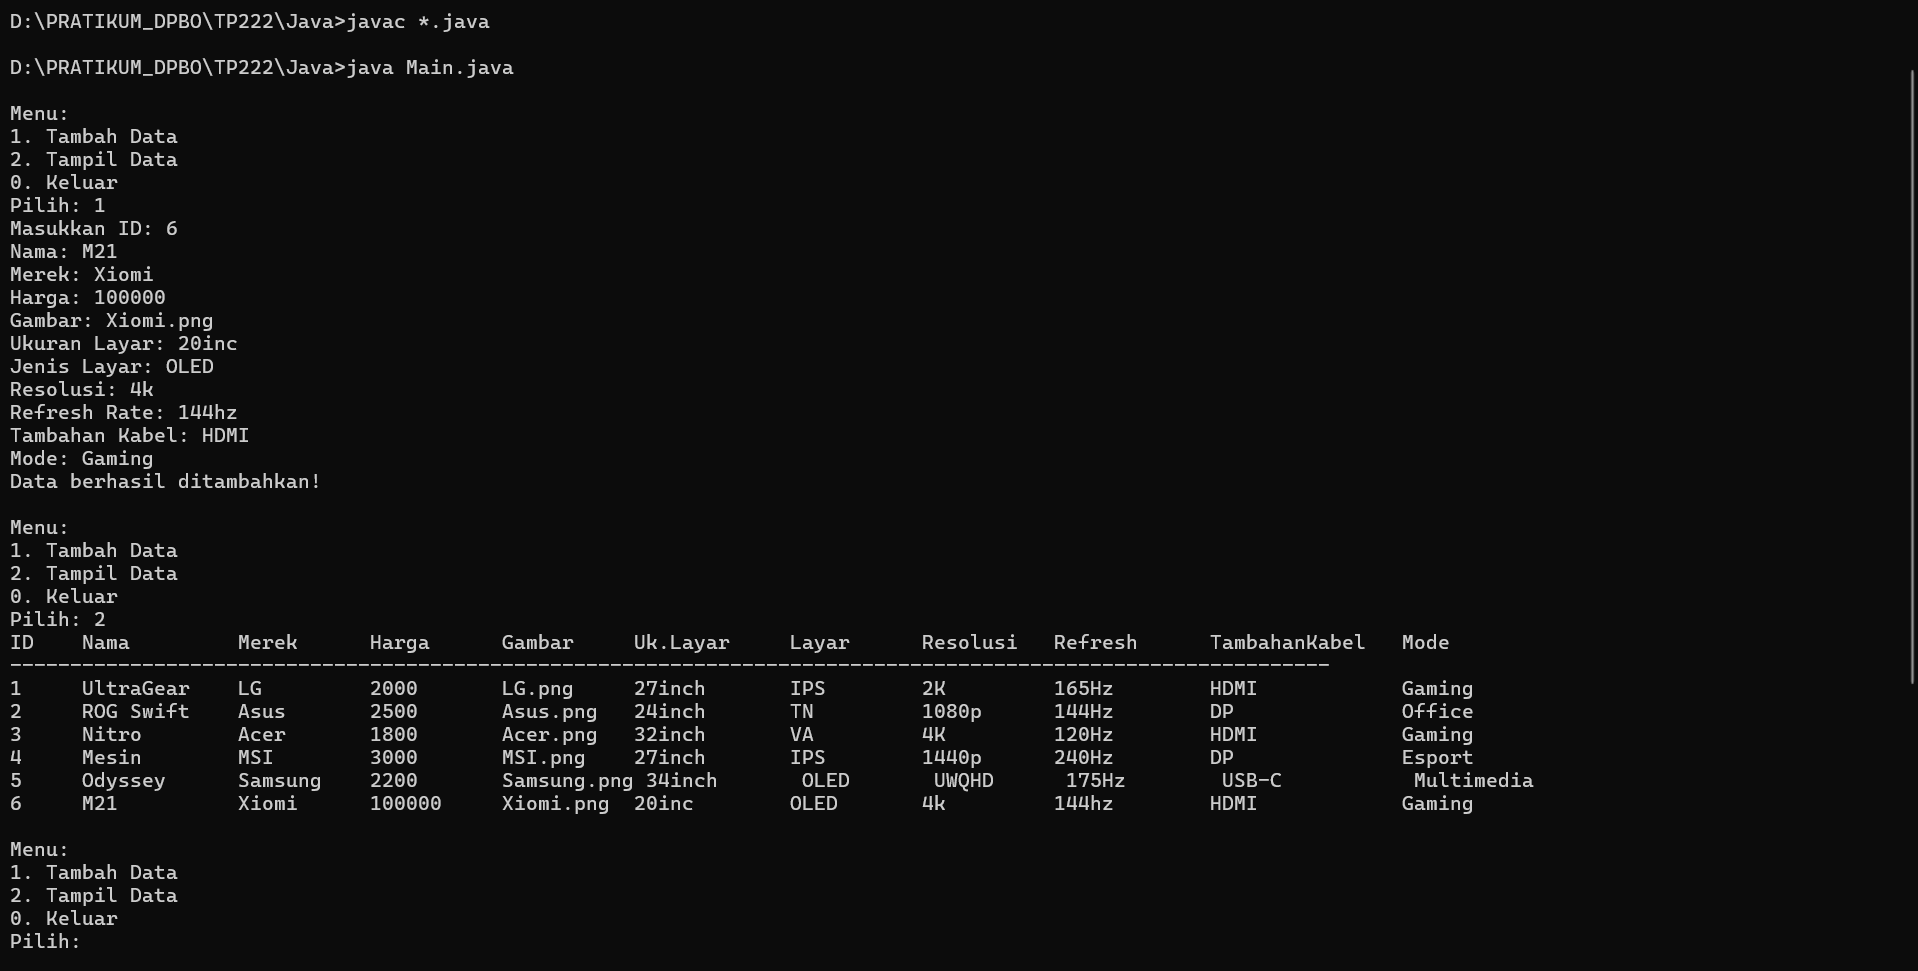 D:\PRATIKUM_DPBO\TP222\Java>javac *.java
D:\PRATIKUM_DPBO\TP222\Java>java Main.java
Menu:
1. Tambah Data
2. Tampil Data
0. Keluar
Pilih: 1
Masukkan ID: 6
Nama: M21
Merek: Xiomi
Harga: 100000
Gambar: Xiomi.png
Ukuran Layar: 20inc
Jenis Layar: OLED
Resolusi: 4k
Refresh Rate: 144hz
Tambahan Kabel: HDMI
Mode: Gaming
Data berhasil ditambahkan!
Menu:
1. Tambah Data
2. Tampil Data
0. Keluar
Pilih: 2
ID    Nama         Merek      Harga      Gambar     Uk.Layar     Layar      Resolusi   Refresh      TambahanKabel   Mode
--------------------------------------------------------------------------------------------------------------
1     UltraGear    LG         2000       LG.png     27inch       IPS        2K         165Hz        HDMI            Gaming
2     ROG Swift    Asus       2500       Asus.png   24inch       TN         1080p      144Hz        DP              Office
3     Nitro        Acer       1800       Acer.png   32inch       VA         4K         120Hz        HDMI            Gaming
4     Mesin        MSI        3000       MSI.png    27inch       IPS        1440p      240Hz        DP              Esport
5     Odyssey      Samsung    2200       Samsung.png 34inch       OLED       UWQHD      175Hz        USB-C           Multimedia
6     M21          Xiomi      100000     Xiomi.png  20inc        OLED       4k         144hz        HDMI            Gaming
Menu:
1. Tambah Data
2. Tampil Data
0. Keluar
Pilih: